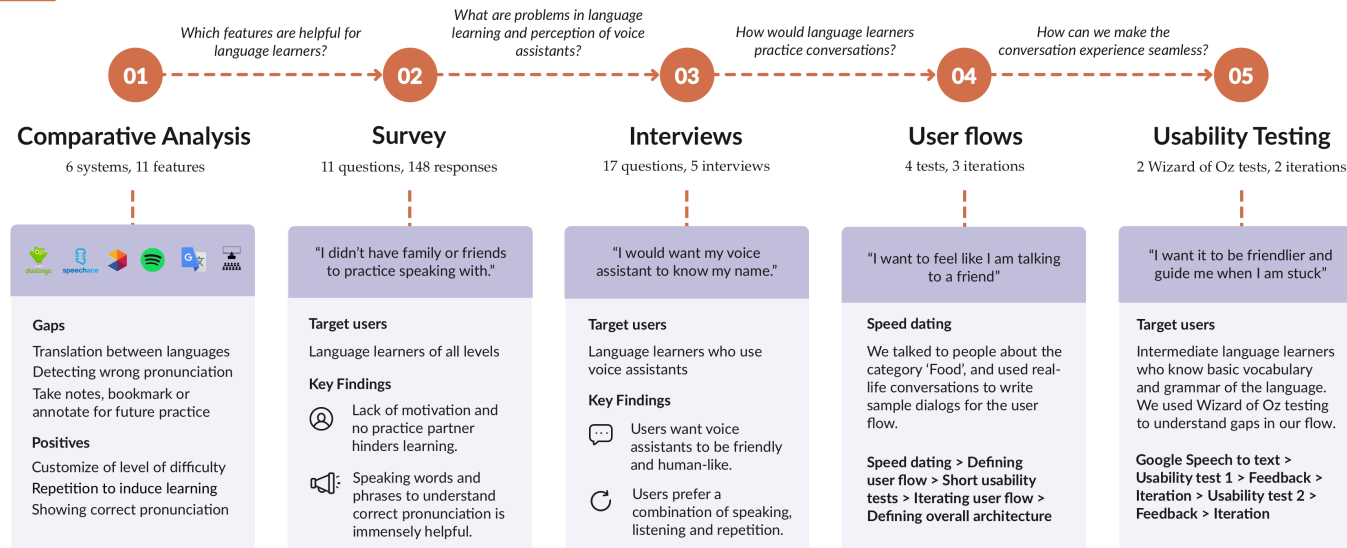 Which features are helpful for
language learners?
What are problems in language
learning and perception of voice
assistants?
How would language learners
practice conversations?
How can we make the
conversation experience seamless?
01
02
03
04
05
Comparative Analysis
6 systems, 11 features
duolingo
speechace
Gaps
Translation between languages
Detecting wrong pronunciation
Take notes, bookmark or
annotate for future practice
Positives
Customize of level of difficulty
Repetition to induce learning
Showing correct pronunciation
Survey
11 questions, 148 responses
“I didn’t have family or friends
to practice speaking with.”
Target users
Language learners of all levels
Key Findings
Lack of motivation and
no practice partner
hinders learning.
Speaking words and
phrases to understand
correct pronunciation is
immensely helpful.
Interviews
17 questions, 5 interviews
“I would want my voice
assistant to know my name.”
Target users
Language learners who use
voice assistants
Key Findings
Users want voice
assistants to be friendly
and human-like.
Users prefer a
combination of speaking,
listening and repetition.
User flows
4 tests, 3 iterations
“I want to feel like I am talking
to a friend”
Speed dating
We talked to people about the
category ‘Food’, and used real-
life conversations to write
sample dialogs for the user
flow.
Speed dating > Defining
user flow > Short usability
tests > Iterating user flow >
Defining overall architecture
Usability Testing
2 Wizard of Oz tests, 2 iterations
“I want it to be friendlier and
guide me when I am stuck”
Target users
Intermediate language learners
who know basic vocabulary
and grammar of the language.
We used Wizard of Oz testing
to understand gaps in our flow.
Google Speech to text >
Usability test 1 > Feedback >
Iteration > Usability test 2 >
Feedback > Iteration